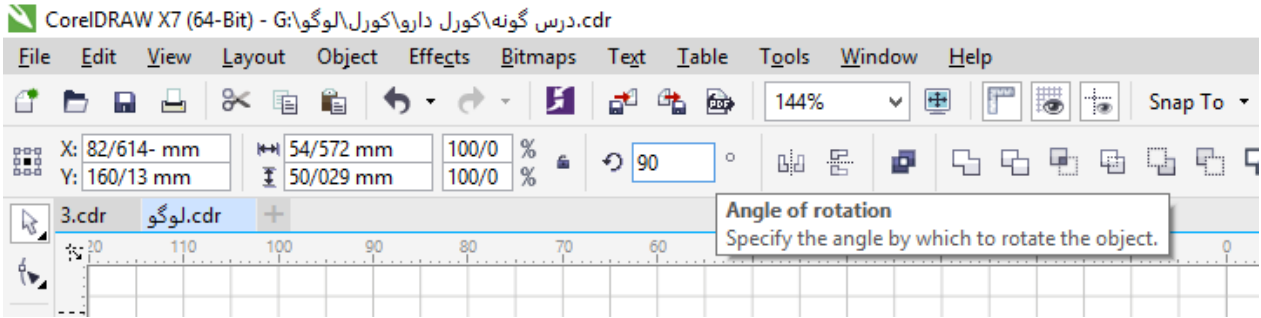 CorelDRAW X7 (64-Bit) - G:\درس گونه\کورل دارو\کورل\لوگو.cdr
File Edit View Layout Object Effects Bitmaps Text Table Tools Window Help
144% Snap To
X: 82/614- mm 54/572 mm 100/0 % 90 °
Y: 160/13 mm 50/029 mm 100/0 %
Angle of rotation
Specify the angle by which to rotate the object.
3.cdr لوگو.cdr +
20 110 100 90 80 70 60 0